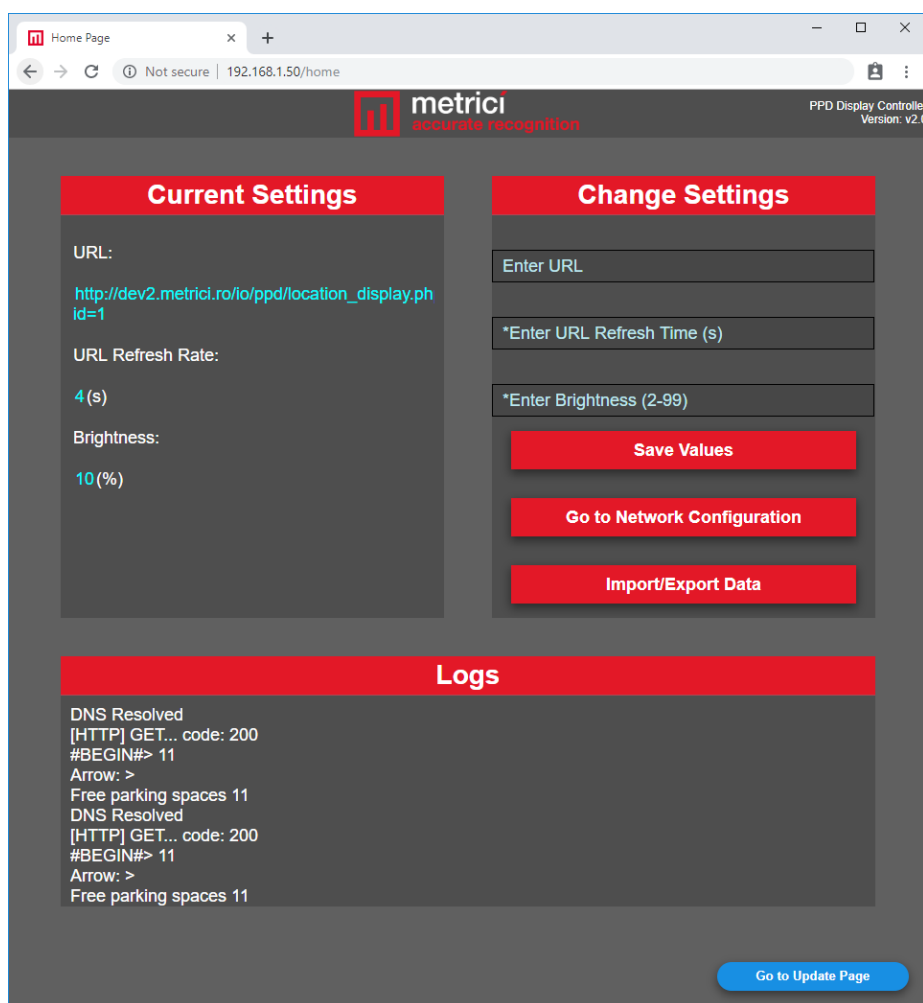 Home Page
Not secure | 192.168.1.50/home
metrici
accurate recognition
PPD Display Controlle
Version: v2.0
Current Settings
URL:
http://dev2.metrici.ro/io/ppd/location_display.ph
id=1
URL Refresh Rate:
4(s)
Brightness:
10(%)
Change Settings
Enter URL
*Enter URL Refresh Time (s)
*Enter Brightness (2-99)
Save Values
Go to Network Configuration
Import/Export Data
Logs
DNS Resolved
[HTTP] GET... code: 200
#BEGIN#> 11
Arrow: >
Free parking spaces 11
DNS Resolved
[HTTP] GET... code: 200
#BEGIN#> 11
Arrow: >
Free parking spaces 11
Go to Update Page